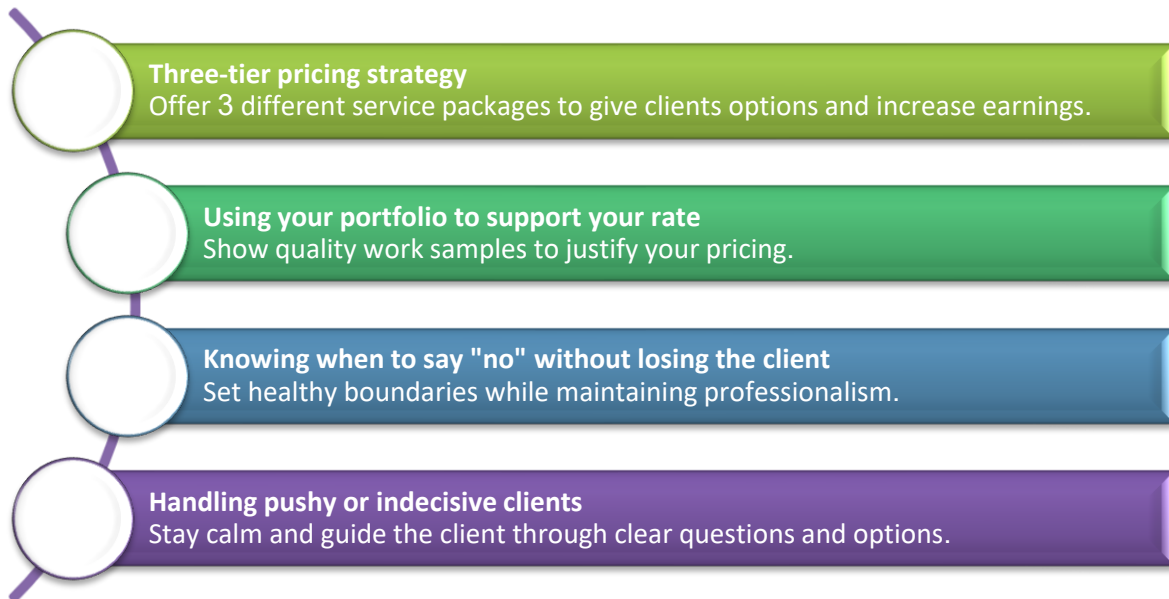 Three-tier pricing strategy
Offer 3 different service packages to give clients options and increase earnings.
Using your portfolio to support your rate
Show quality work samples to justify your pricing.
Knowing when to say "no" without losing the client
Set healthy boundaries while maintaining professionalism.
Handling pushy or indecisive clients
Stay calm and guide the client through clear questions and options.